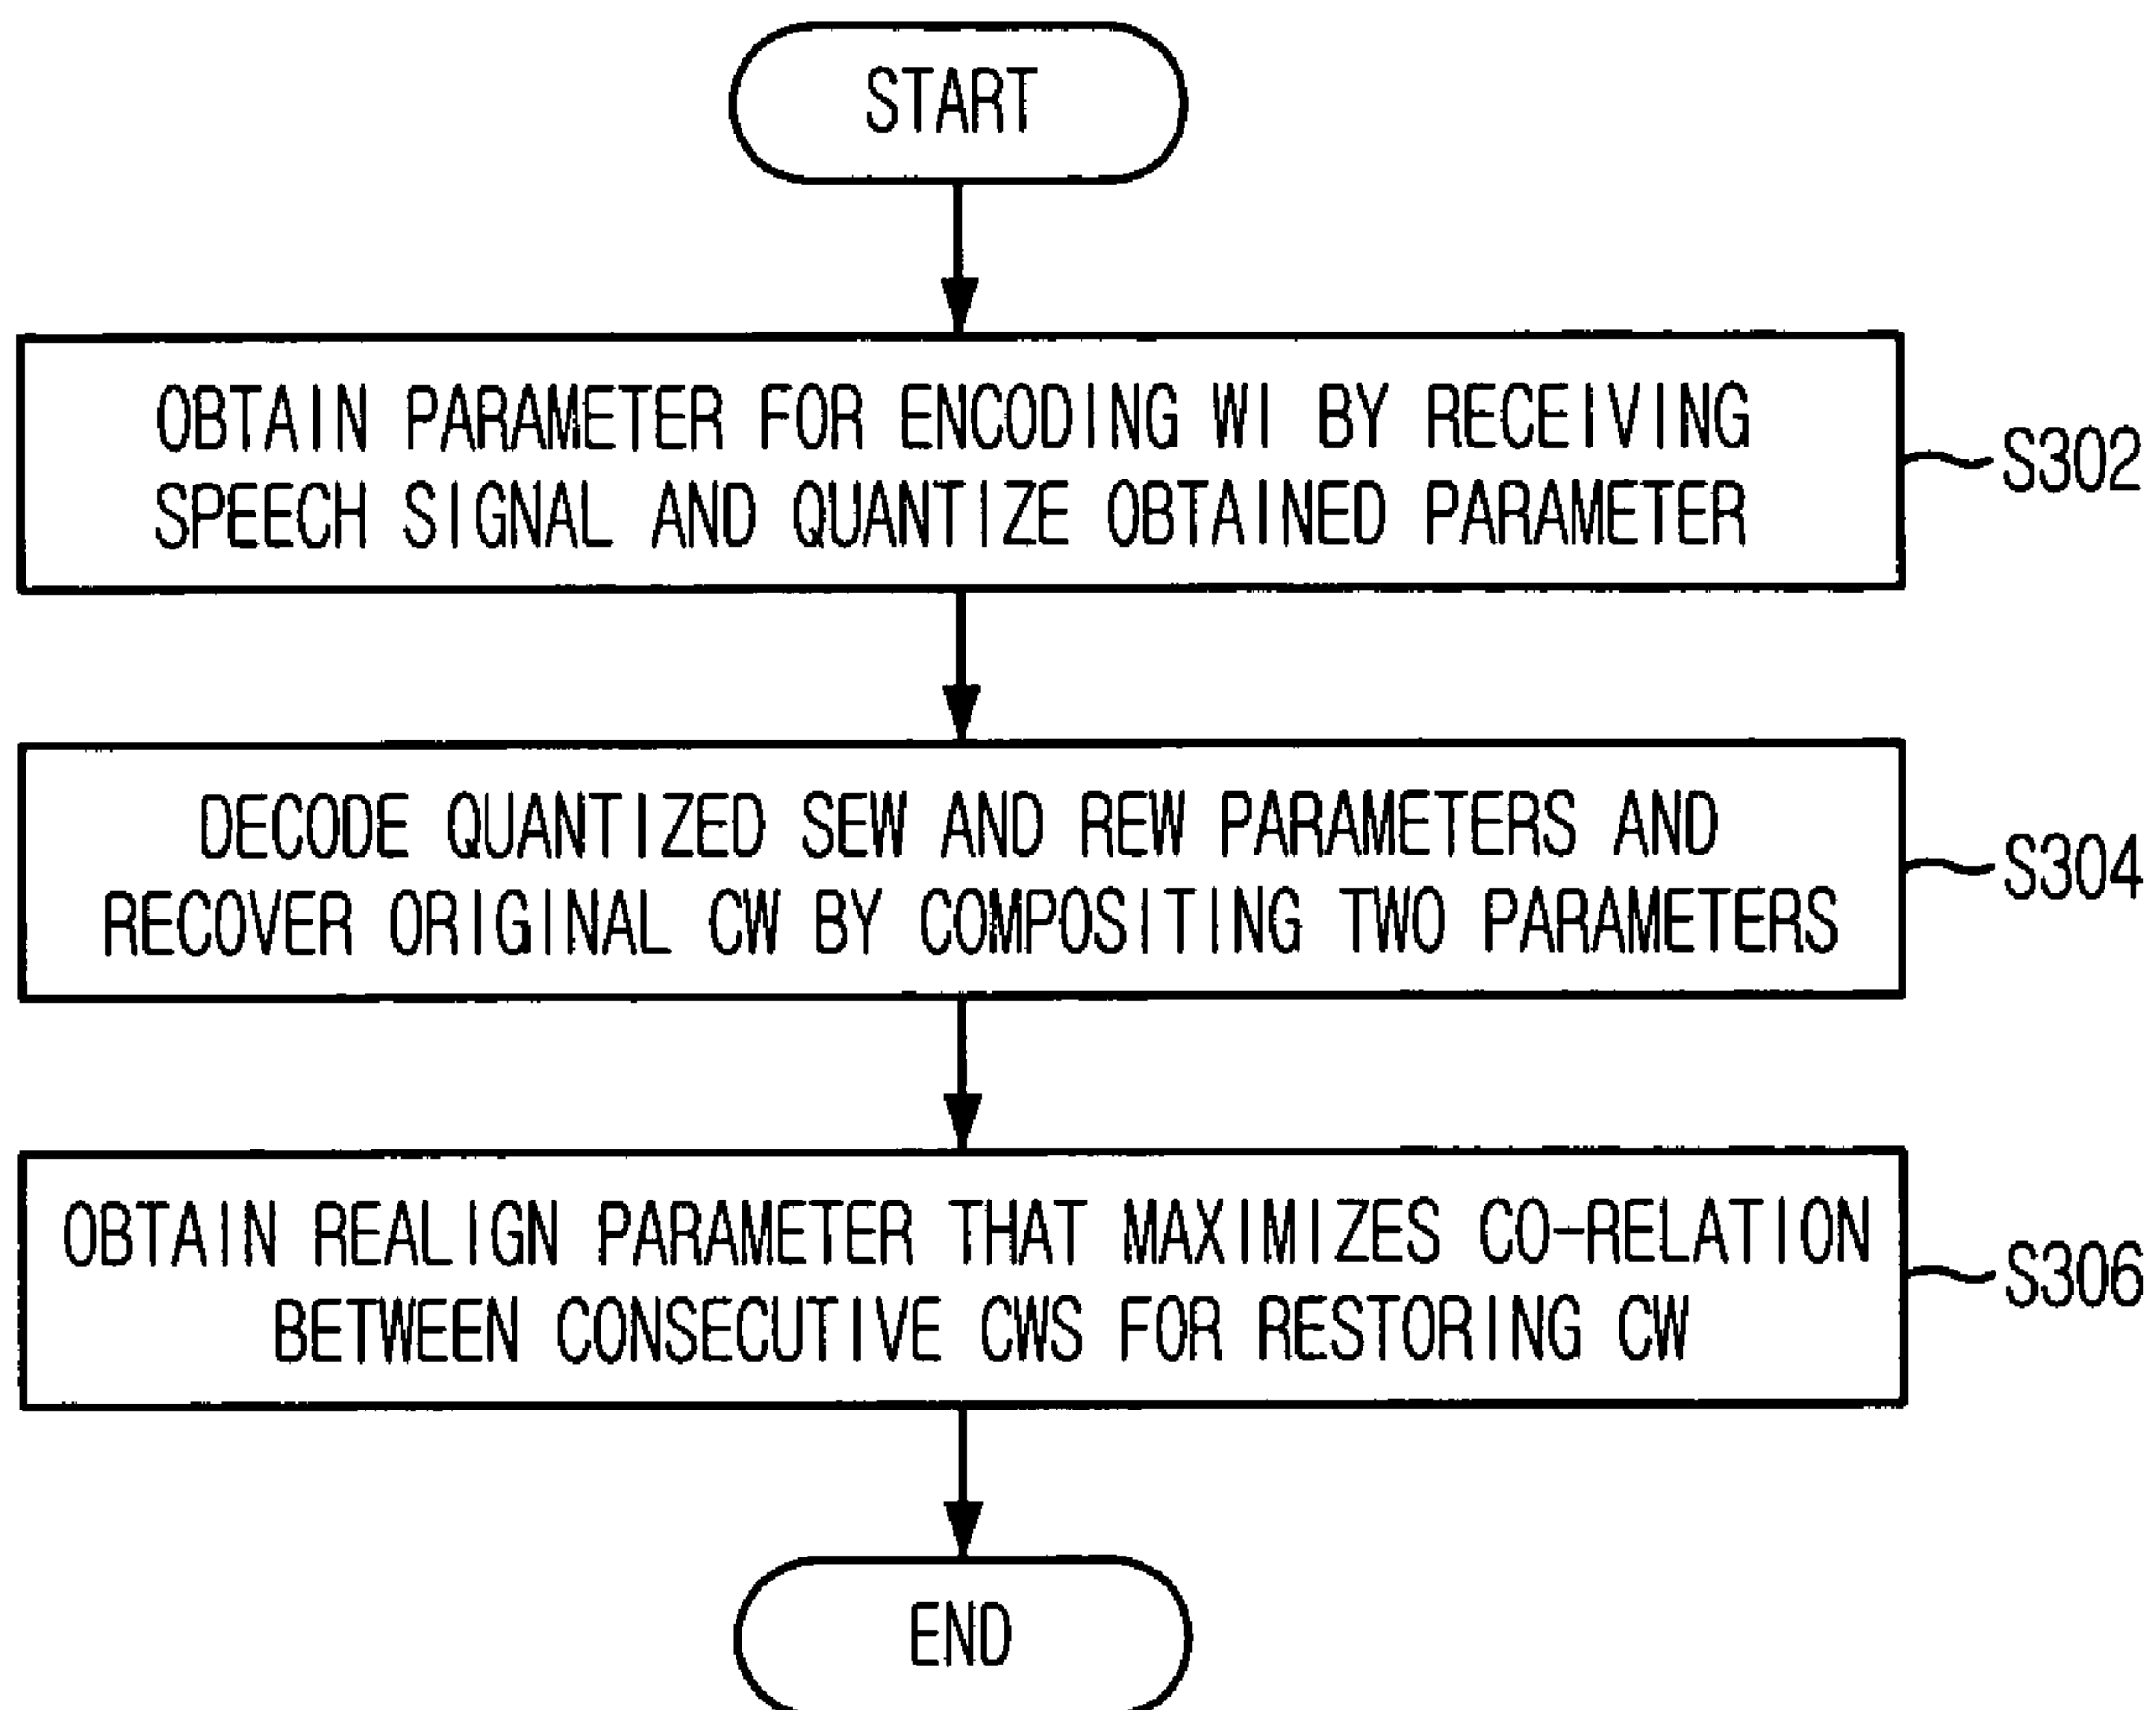 START
OBTAIN PARAMETER FOR ENCODING WI BY RECEIVING
SPEECH SIGNAL AND QUANTIZE OBTAINED PARAMETER
S302
DECODE QUANTIZED SEW AND REW PARAMETERS AND
RECOVER ORIGINAL CW BY COMPOSITING TWO PARAMETERS
S304
OBTAIN REALIGN PARAMETER THAT MAXIMIZES CO-RELATION
BETWEEN CONSECUTIVE CWS FOR RESTORING CW
S306
END